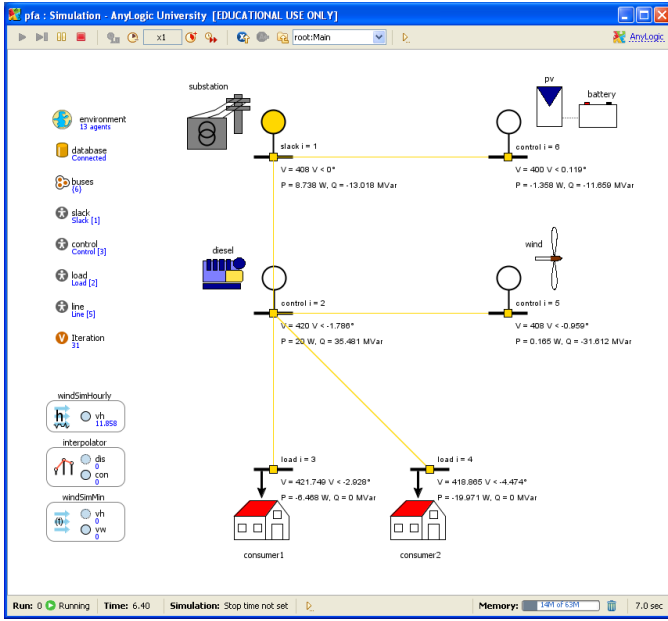 pfa : Simulation - AnyLogic University [EDUCATIONAL USE ONLY]
x1
root:Main
AnyLogic
substation
pv
battery
environment
13 agents
database
Connected
buses
{6}
slack
Slack [1]
control
Control [3]
load
Load [2]
line
Line [5]
Iteration
31
slack i = 1
V = 408 V < 0°
P = 8.738 W, Q = -13.018 MVar
control i = 6
V = 400 V < 0.119°
P = -1.358 W, Q = -11.659 MVar
diesel
wind
control i = 2
V = 420 V < -1.786°
P = 20 W, Q = 35.481 MVar
control i = 5
V = 408 V < -0.959°
P = 0.165 W, Q = -31.612 MVar
windSimHourly
h
vh
11.858
interpolator
dis
0
con
0
windSimMin
(t)
vh
0
vw
0
load i = 3
V = 421.749 V < -2.928°
P = -6.468 W, Q = 0 MVar
load i = 4
V = 418.865 V < -4.474°
P = -19.971 W, Q = 0 MVar
consumer1
consumer2
Run: 0 Running
Time: 6.40
Simulation: Stop time not set
Memory: 14M of 63M
7.0 sec